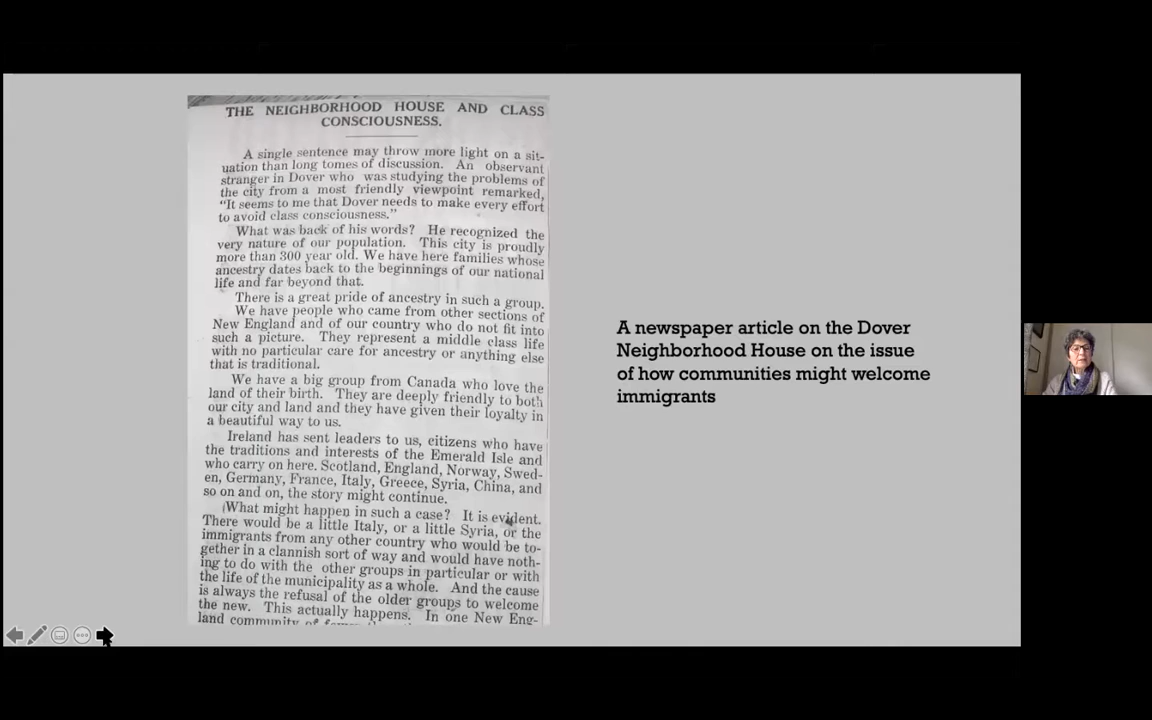 THE NEIGHBORHOOD HOUSE AND CLASS
CONSCIOUSNESS.
A single sentence may throw more light on a sit-
uation than long tomes of discussion. An observant
stranger in Dover who was studying the problems of
the city from a most friendly viewpoint remarked,
"It seems to me that Dover needs to make every effort
to avoid class consciousness."
What was back of his words? He recognized the
very nature of our population. This city is proudly
more than 300 year old. We have here families whose
ancestry dates back to the beginnings of our national
life and far beyond that.
There is a great pride of ancestry in such a group.
We have people who came from other sections of
New England and of our country who do not fit into
such a picture. They represent a middle class life
with no particular care for ancestry or anything else
that is traditional.
We have a big group from Canada who love the
land of their birth. They are deeply friendly to both
our city and land and they have given their loyalty in
a beautiful way to us.
Ireland has sent leaders to us, citizens who have
the traditions and interests of the Emerald Isle and
who carry on here. Scotland, England, Norway, Swed-
en, Germany, France, Italy, Greece, Syria, China, and
so on and on, the story might continue.
What might happen in such a case? It is evident.
There would be a little Italy, or a little Syria, or the
immigrants from any other country who would be to-
gether in a clannish sort of way and would have noth-
ing to do with the other groups in particular or with
the life of the municipality as a whole. And the cause
is always the refusal of the older groups to welcome
the new. This actually happens. In one New Eng-
land community of
A newspaper article on the Dover
Neighborhood House on the issue
of how communities might welcome
immigrants